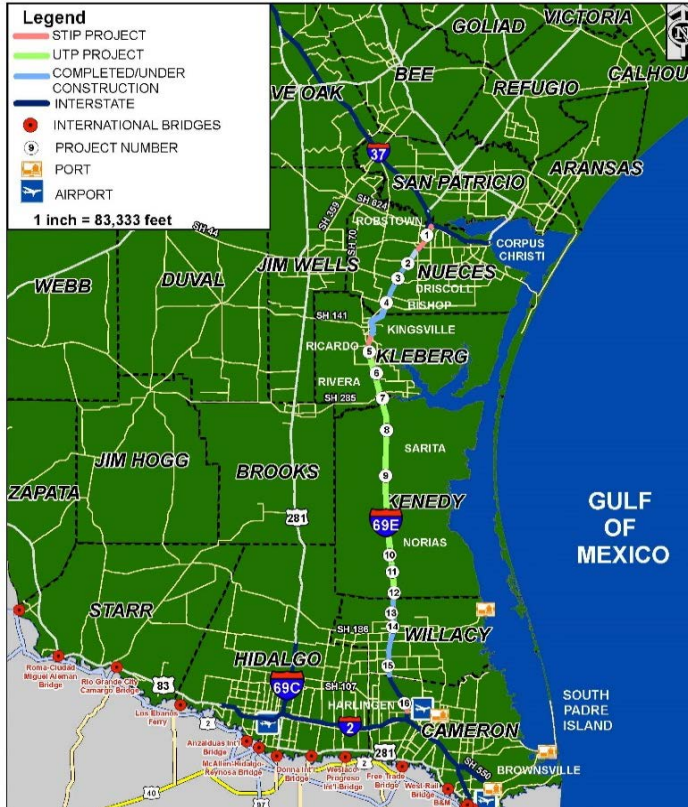 Legend
STIP PROJECT
UTP PROJECT
COMPLETED/UNDER
CONSTRUCTION
INTERSTATE
INTERNATIONAL BRIDGES
9 PROJECT NUMBER
PORT
AIRPORT
1 inch = 83,333 feet
GOLIAD
VICTORIA
N
BEE
VE OAK
REFUGIO
CALHOU
37
ARANSAS
SAN PATRICIO
SH 359
SH 624
ROBSTOWN
1
SH 44
SH 70
CORPUS
CHRISTI
JIM WELLS
2
NUECES
WEBB
DUVAL
3
DRISCOLL
4
BISHOP
SH 141
KINGSVILLE
RICARDO
5
KLEBERG
6
RIVERA
7
SH 285
8
SARITA
JIM HOGG
BROOKS
9
ZAPATA
KENEDY
281
69E
GULF
OF
MEXICO
NORIAS
10
11
12
STARR
13
SH 186
14
WILLACY
HIDALGO
15
Roma-Ciudad
Miguel Aleman
Bridge
Rio Grande City
Camargo Bridge
83
69C
SH-107
16
HARLINGEN
SOUTH
PADRE
ISLAND
Los Ebanos
Ferry
2
2
CAMERON
Anzalduas Int'l
Bridge
281
SH 550
McAllen-Hidalgo-
Reynosa Bridge
Donna Int'l
Bridge
Weslaco
Progreso
Int'l Bridge
2
Free Trade
Bridge
BROWNSVILLE
West Rail
Bridge
B&M
40
97